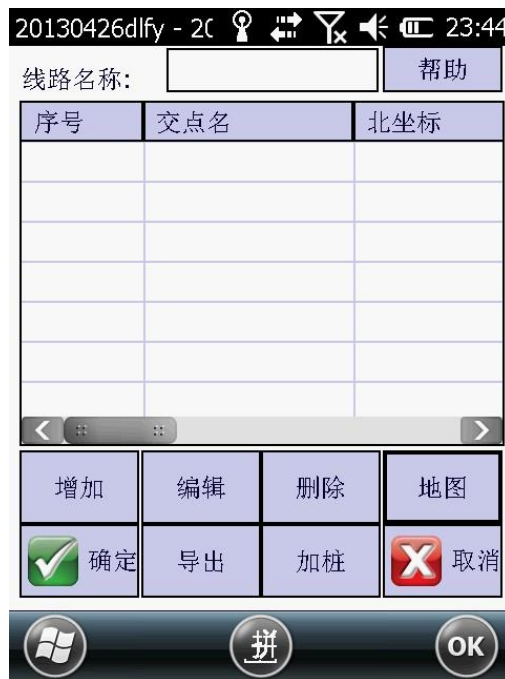 20130426dlfy - 20 23:44
线路名称: 帮助
序号 交点名 北坐标
增加 编辑 删除 地图
确定 导出 加桩 取消
拼 OK